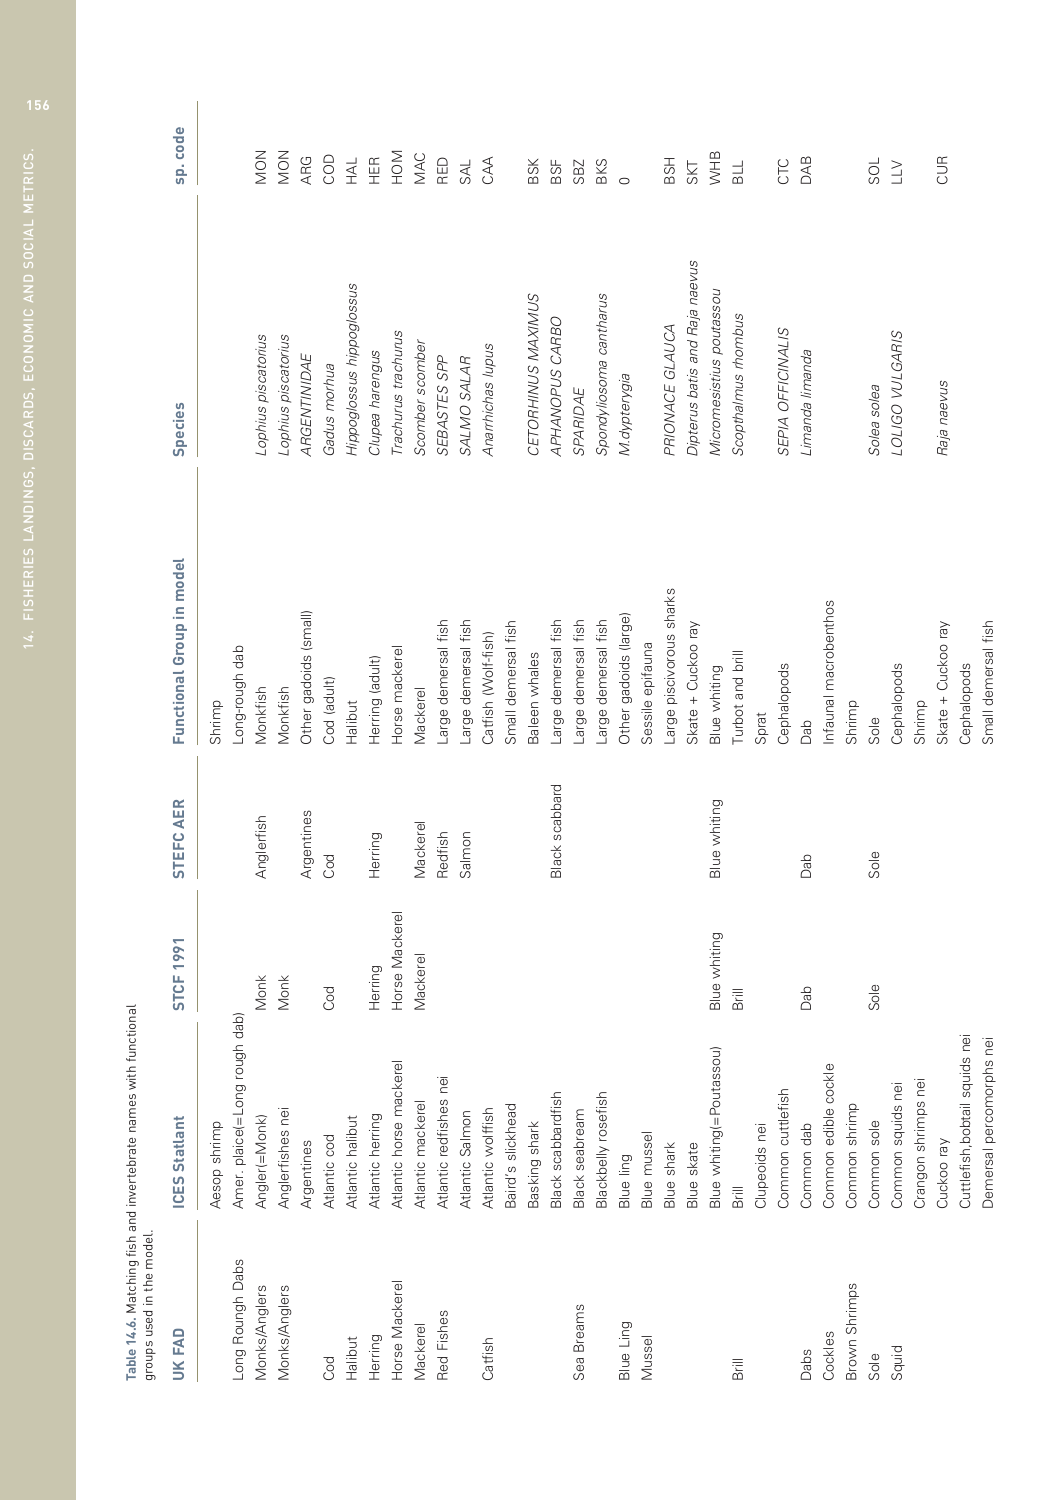 156
14. FISHERIES LANDINGS, DISCARDS, ECONOMIC AND SOCIAL METRICS.
Table 14.6. Matching fish and invertebrate names with functional
groups used in the model.
UK FAD ICES Statlant STCF 1991 STEFC AER Functional Group in model Species sp. code
Aesop shrimp Shrimp
Long Roungh Dabs Amer. plaice(=Long rough dab) Long-rough dab
Monks/Anglers Angler(=Monk) Monk Anglerfish Monkfish Lophius piscatorius MON
Monks/Anglers Anglerfishes nei Monk Monkfish Lophius piscatorius MON
Argentines Argentines Other gadoids (small) ARGENTINIDAE ARG
Cod Atlantic cod Cod Cod Cod (adult) Gadus morhua COD
Halibut Atlantic halibut Halibut Hippoglossus hippoglossus HAL
Herring Atlantic herring Herring Herring Herring (adult) Clupea harengus HER
Horse Mackerel Atlantic horse mackerel Horse Mackerel Horse mackerel Trachurus trachurus HOM
Mackerel Atlantic mackerel Mackerel Mackerel Mackerel Scomber scomber MAC
Red Fishes Atlantic redfishes nei Redfish Large demersal fish SEBASTES SPP RED
Atlantic Salmon Salmon Large demersal fish SALMO SALAR SAL
Catfish Atlantic wolffish Catfish (Wolf-fish) Anarrhichas lupus CAA
Baird's slickhead Small demersal fish
Basking shark Baleen whales CETORHINUS MAXIMUS BSK
Black scabbardfish Black scabbard Large demersal fish APHANOPUS CARBO BSF
Sea Breams Black seabream Large demersal fish SPARIDAE SBZ
Blackbelly rosefish Large demersal fish Spondyliosoma cantharus BKS
Blue Ling Blue ling Other gadoids (large) M.dypterygia 0
Mussel Blue mussel Sessile epifauna
Blue shark Large piscivorous sharks PRIONACE GLAUCA BSH
Blue skate Skate + Cuckoo ray Dipterus batis and Raja naevus SKT
Blue whiting(=Poutassou) Blue whiting Blue whiting Blue whiting Micromesistius poutassou WHB
Brill Brill Brill Turbot and brill Scopthalmus rhombus BLL
Clupeoids nei Sprat
Common cuttlefish Cephalopods SEPIA OFFICINALIS CTC
Dabs Common dab Dab Dab Dab Limanda limanda DAB
Cockles Common edible cockle Infaunal macrobenthos
Brown Shrimps Common shrimp Shrimp
Sole Common sole Sole Sole Sole Solea solea SOL
Squid Common squids nei Cephalopods LOLIGO VULGARIS LLV
Crangon shrimps nei Shrimp
Cuckoo ray Skate + Cuckoo ray Raja naevus CUR
Cuttlefish,bobtail squids nei Cephalopods
Demersal percomorphs nei Small demersal fish